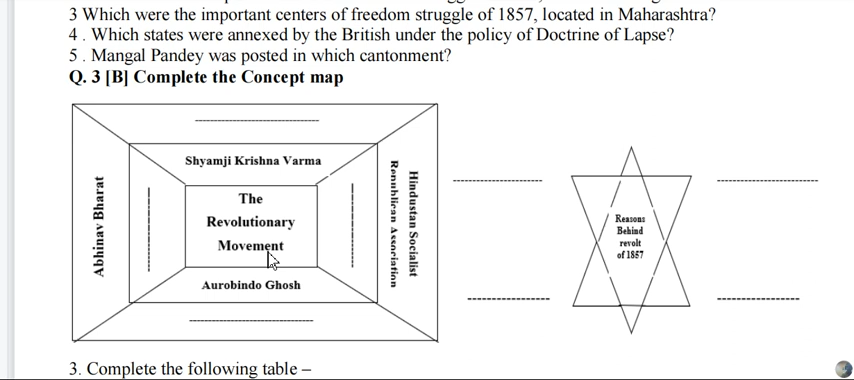 3 Which were the important centers of freedom struggle of 1857, located in Maharashtra?
4 . Which states were annexed by the British under the policy of Doctrine of Lapse?
5 . Mangal Pandey was posted in which cantonment?
Q. 3 [B] Complete the Concept map
Shyamji Krishna Varma
Abhinav Bharat
The
Revolutionary
Movement
Hindustan Socialist
Republican Association
Aurobindo Ghosh
Reasons
Behind
revolt
of 1857
3. Complete the following table –